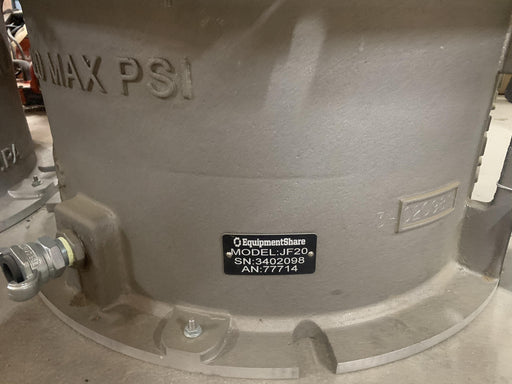 MAX PSI
EquipmentShare
MODEL:JF20
SN:3402098
AN:77714